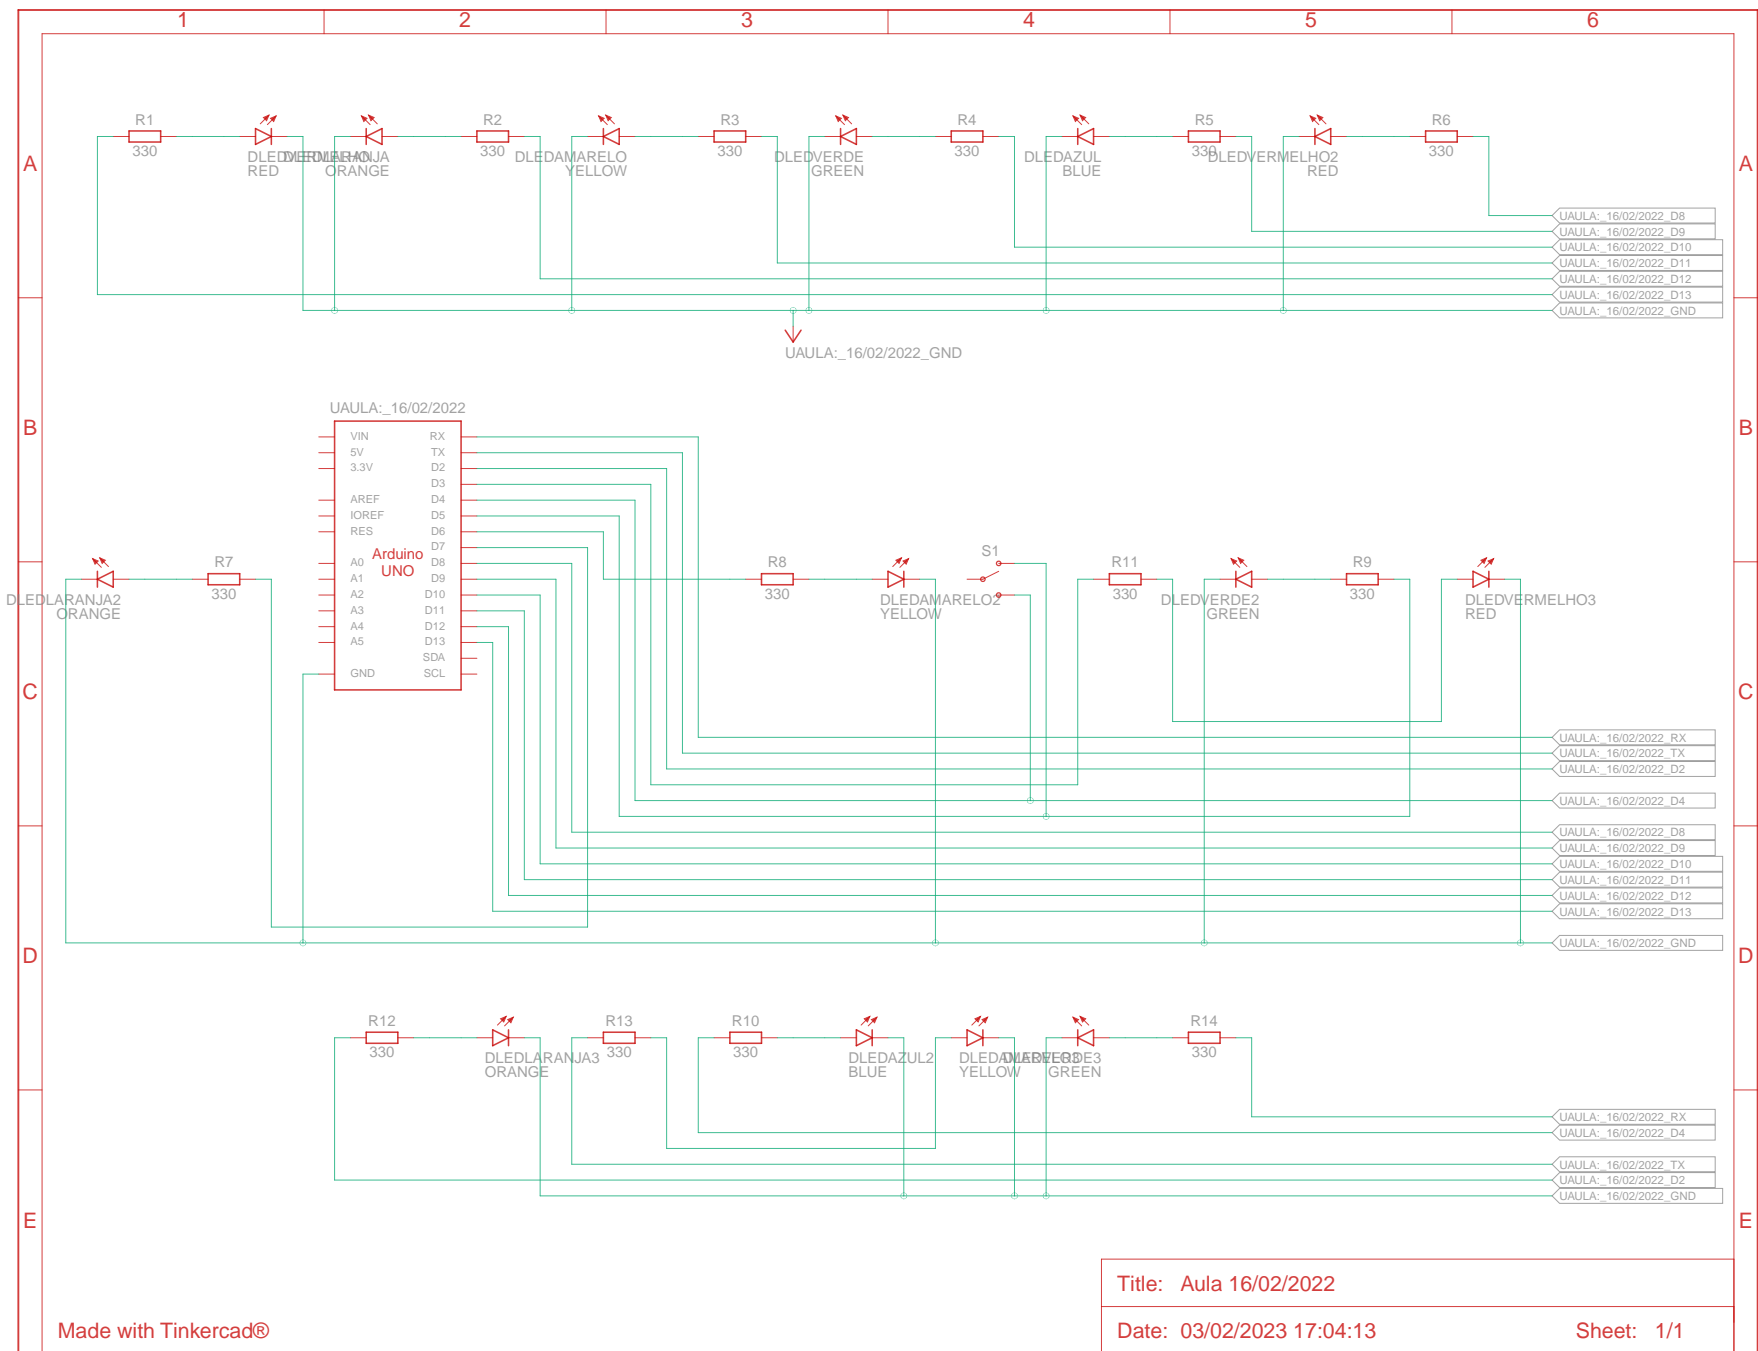 1 2 3 4 5 6
A A
R1 R2 R3 R4 R5 R6
330 330 330 330 330 330
DLEDLARANJA DLEDAMARELO DLEDVERDE DLEDAZUL DLEDVERMELHO2
RED ORANGE YELLOW GREEN BLUE RED
UAULA:_16/02/2022_D8
UAULA:_16/02/2022_D9
UAULA:_16/02/2022_D10
UAULA:_16/02/2022_D11
UAULA:_16/02/2022_D12
UAULA:_16/02/2022_D13
UAULA:_16/02/2022_GND
UAULA:_16/02/2022_GND
B B
UAULA:_16/02/2022
VIN RX
5V TX
3.3V D2
D3
AREF D4
IOREF D5
RES D6
D7
Arduino
UNO
A0 D8
A1 D9
A2 D10
A3 D11
A4 D12
A5 D13
SDA
GND SCL
R7 R8 S1 R11 R9
330 330 330 330
DLEDLARANJA2 DLEDAMARELO2 DLEDVERDE2 DLEDVERMELHO3
ORANGE YELLOW GREEN RED
C C
UAULA:_16/02/2022_RX
UAULA:_16/02/2022_TX
UAULA:_16/02/2022_D2
UAULA:_16/02/2022_D4
UAULA:_16/02/2022_D8
UAULA:_16/02/2022_D9
UAULA:_16/02/2022_D10
UAULA:_16/02/2022_D11
UAULA:_16/02/2022_D12
UAULA:_16/02/2022_D13
UAULA:_16/02/2022_GND
D D
R12 R13 R10 R14
330 330 330 330
DLEDLARANJA3 DLEDAZUL2 DLEDAMARELO3 DLEDVERDE3
ORANGE BLUE YELLOW GREEN
UAULA:_16/02/2022_RX
UAULA:_16/02/2022_D4
UAULA:_16/02/2022_TX
UAULA:_16/02/2022_D2
UAULA:_16/02/2022_GND
E E
Title: Aula 16/02/2022
Made with Tinkercad®
Date: 03/02/2023 17:04:13 Sheet: 1/1